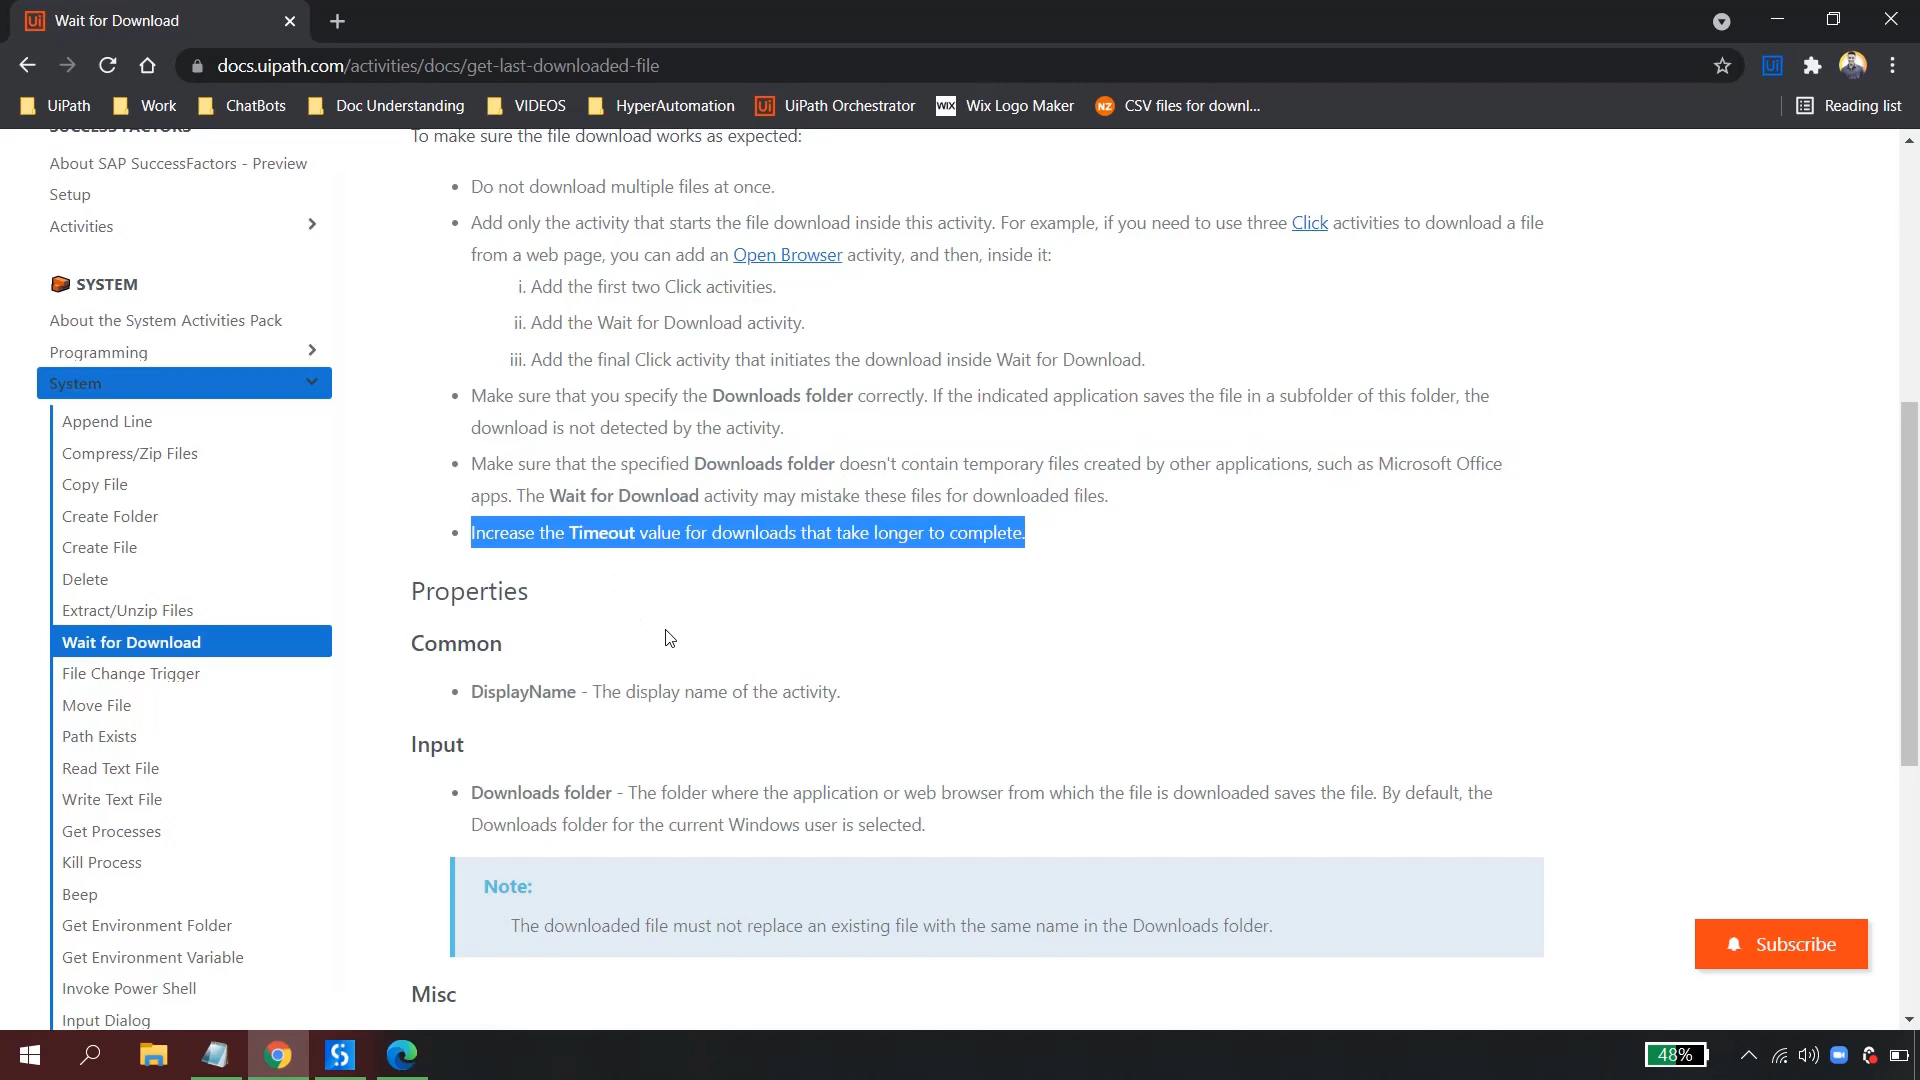 Wait for Download
docs.uipath.com/activities/docs/get-last-downloaded-file
UiPath Work ChatBots Doc Understanding VIDEOS HyperAutomation UiPath Orchestrator WIX Wix Logo Maker NZ CSV files for downl... Reading list
SUCCESS FACTORS
About SAP SuccessFactors - Preview
Setup
Activities
SYSTEM
About the System Activities Pack
Programming
System
Append Line
Compress/Zip Files
Copy File
Create Folder
Create File
Delete
Extract/Unzip Files
Wait for Download
File Change Trigger
Move File
Path Exists
Read Text File
Write Text File
Get Processes
Kill Process
Beep
Get Environment Folder
Get Environment Variable
Invoke Power Shell
Input Dialog
To make sure the file download works as expected:
• Do not download multiple files at once.
• Add only the activity that starts the file download inside this activity. For example, if you need to use three Click activities to download a file
from a web page, you can add an Open Browser activity, and then, inside it:
i. Add the first two Click activities.
ii. Add the Wait for Download activity.
iii. Add the final Click activity that initiates the download inside Wait for Download.
• Make sure that you specify the Downloads folder correctly. If the indicated application saves the file in a subfolder of this folder, the
download is not detected by the activity.
• Make sure that the specified Downloads folder doesn't contain temporary files created by other applications, such as Microsoft Office
apps. The Wait for Download activity may mistake these files for downloaded files.
• Increase the Timeout value for downloads that take longer to complete.
Properties
Common
• DisplayName - The display name of the activity.
Input
• Downloads folder - The folder where the application or web browser from which the file is downloaded saves the file. By default, the
Downloads folder for the current Windows user is selected.
Note:
The downloaded file must not replace an existing file with the same name in the Downloads folder.
Misc
Subscribe
48%